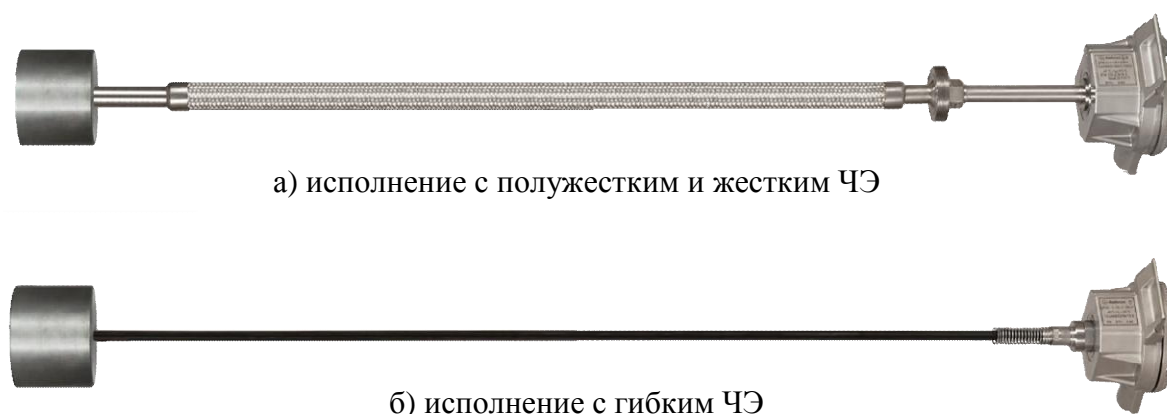 а) исполнение с полужестким и жестким ЧЭ
б) исполнение с гибким ЧЭ